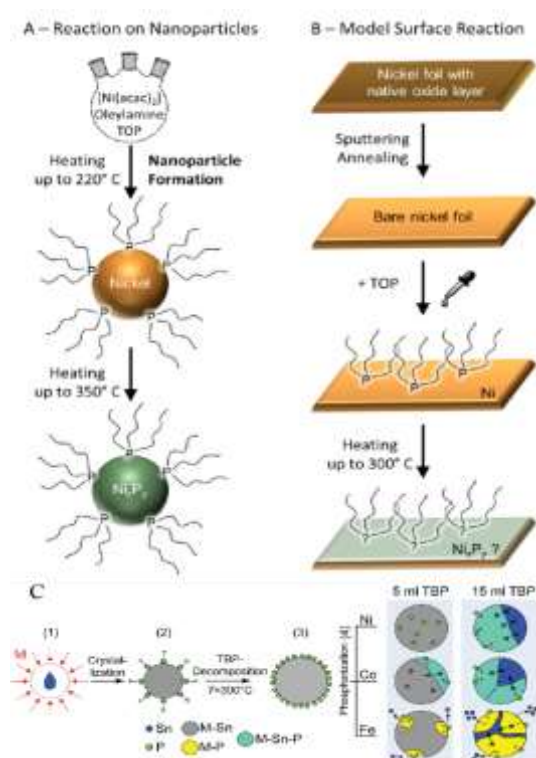 A – Reaction on Nanoparticles
[Ni(acac)₂]
Oleylamine
TOP
Heating
up to 220° C
Nanoparticle
Formation
Nickel
P
P
P
P
P
Heating
up to 350° C
NiₓPᵧ
P
P
P
P
P
B – Model Surface Reaction
Nickel foil with
native oxide layer
Sputtering
Annealing
Bare nickel foil
+ TOP
P
P
P
Ni
Heating
up to 300° C
P
P
P
NiₓPᵧ ?
C
(1)
M
Crystal-
lization
(2)
TBP-
Decomposition
T>300°C
(3)
Phosphorization [4]
5 ml TBP
15 ml TBP
Ni
Co
Fe
Sn
P
M-Sn
M-P
M-Sn-P